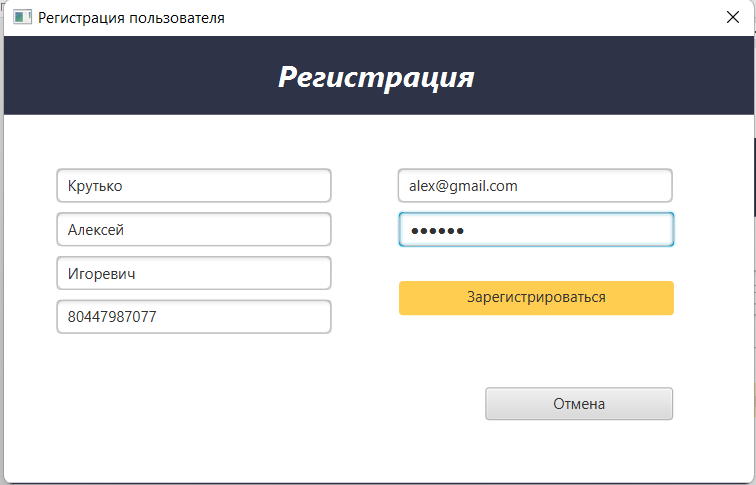 Регистрация пользователя
Регистрация
Крутько
Алексей
Игоревич
80447987077
alex@gmail.com
••••••
Зарегистрироваться
Отмена